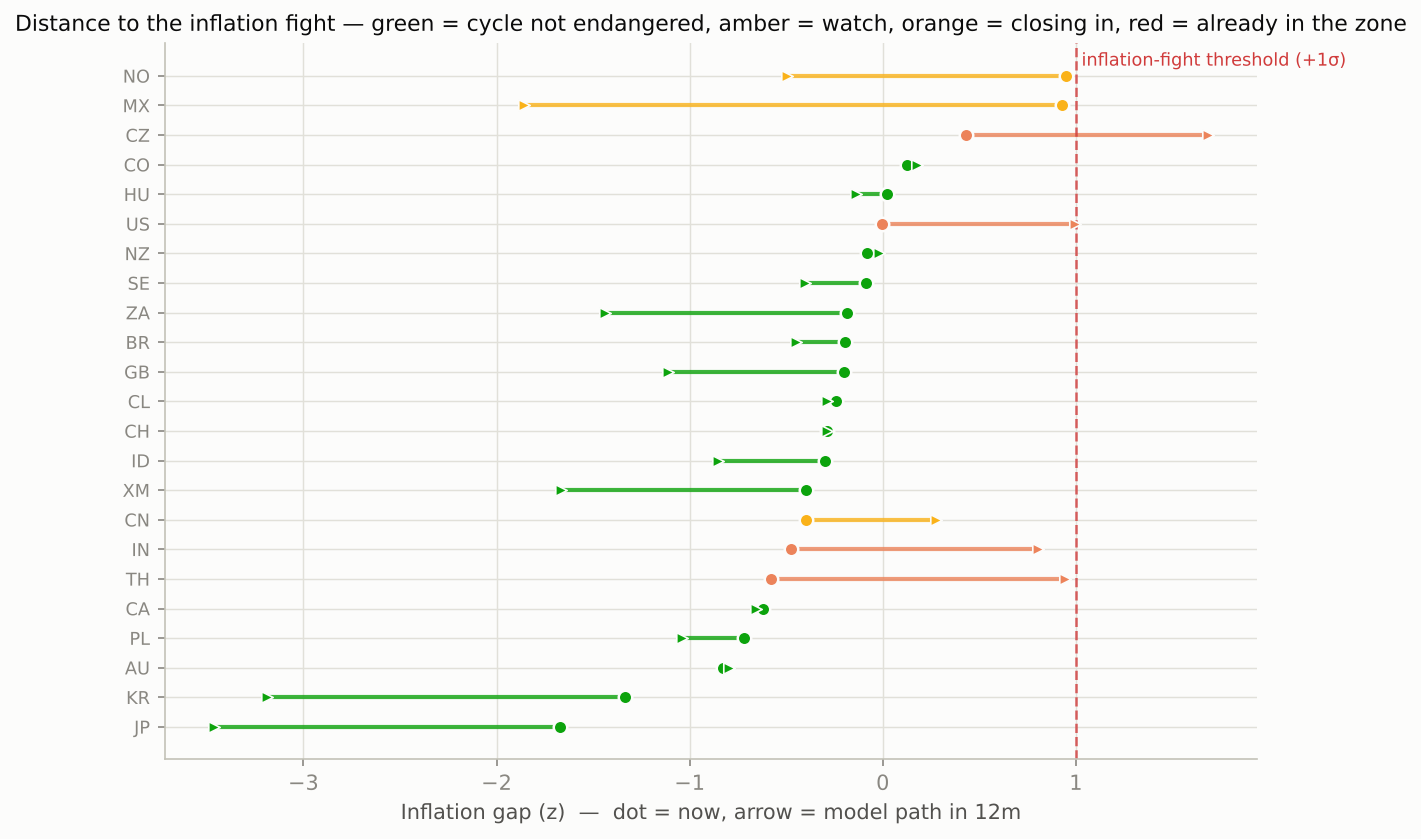 Distance to the inflation fight — green = cycle not endangered, amber = watch, orange = closing in, red = already in the zone
inflation-fight threshold (+1σ)
NO
MX
CZ
CO
HU
US
NZ
SE
ZA
BR
GB
CL
CH
ID
XM
CN
IN
TH
CA
PL
AU
KR
JP
−3 −2 −1 0 1
Inflation gap (z) — dot = now, arrow = model path in 12m